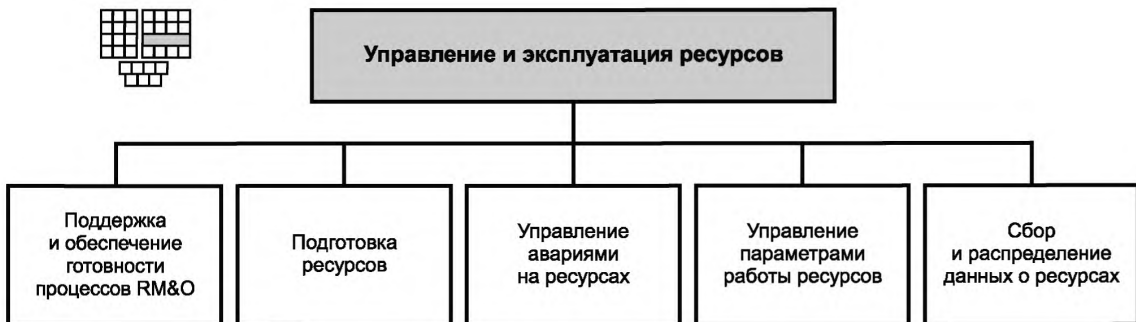 Управление и эксплуатация ресурсов
Поддержка
и обеспечение
готовности
процессов RM&O
Подготовка
ресурсов
Управление
авариями
на ресурсах
Управление
параметрами
работы ресурсов
Сбор
и распределение
данных о ресурсах